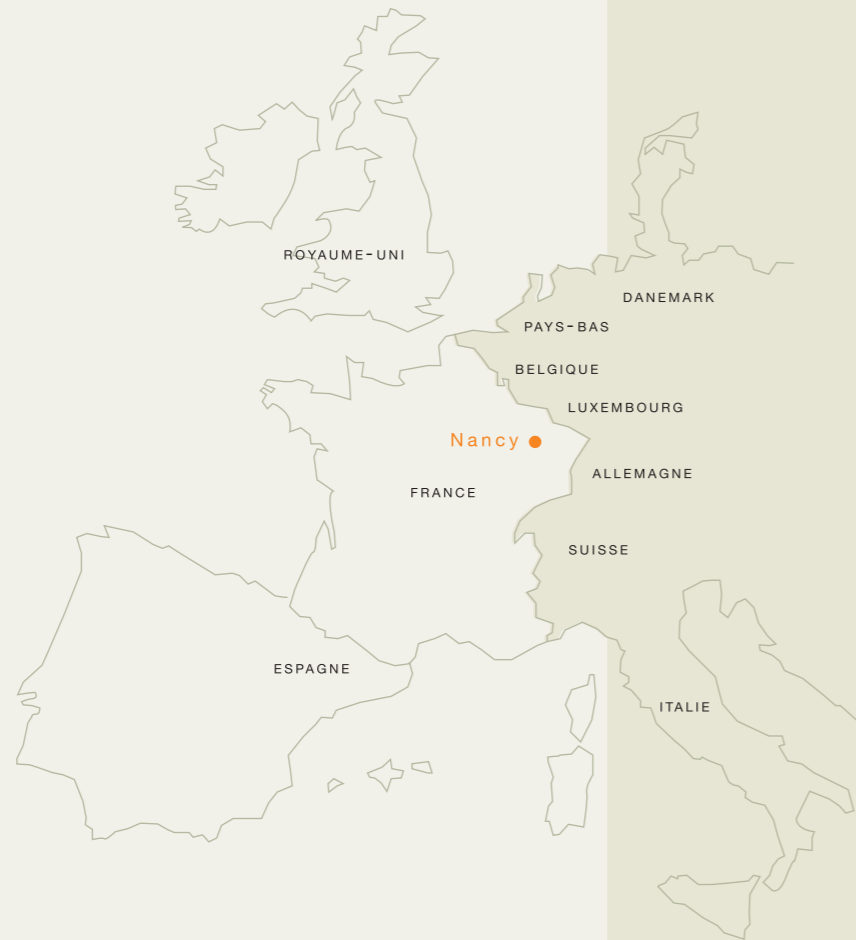 ROYAUME-UNI
DANEMARK
PAYS-BAS
BELGIQUE
LUXEMBOURG
Nancy
ALLEMAGNE
FRANCE
SUISSE
ESPAGNE
ITALIE